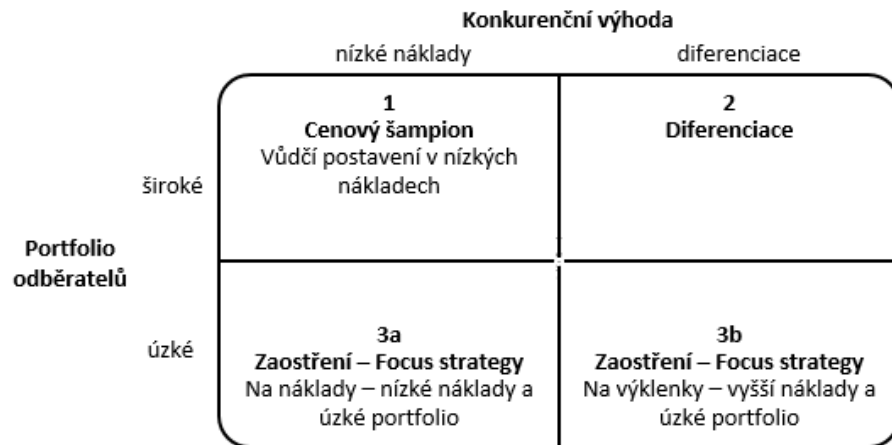 Konkurenční výhoda
nízké náklady
diferenciace
1
Cenový šampion
Vůdčí postavení v nízkých
nákladech
2
Diferenciace
široké
Portfolio
odběratelů
úzké
3a
Zaostření – Focus strategy
Na náklady – nízké náklady a
úzké portfolio
3b
Zaostření – Focus strategy
Na výklenky – vyšší náklady a
úzké portfolio